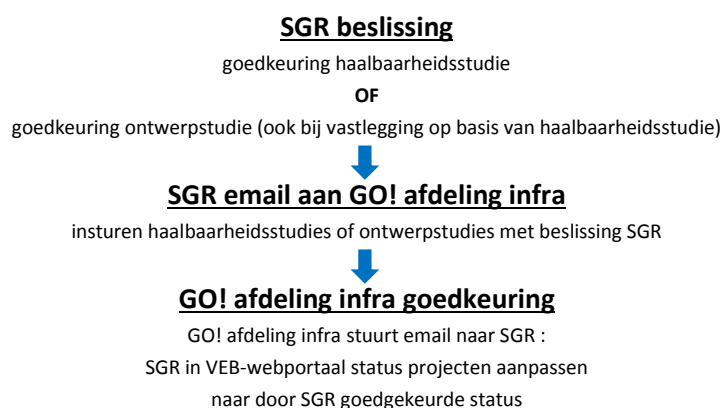 SGR beslissing
goedkeuring haalbaarheidsstudie
OF
goedkeuring ontwerpstudie (ook bij vastlegging op basis van haalbaarheidsstudie)
SGR email aan GO! afdeling infra
insturen haalbaarheidsstudies of ontwerpstudies met beslissing SGR
GO! afdeling infra goedkeuring
GO! afdeling infra stuurt email naar SGR :
SGR in VEB-webportaal status projecten aanpassen
naar door SGR goedgekeurde status